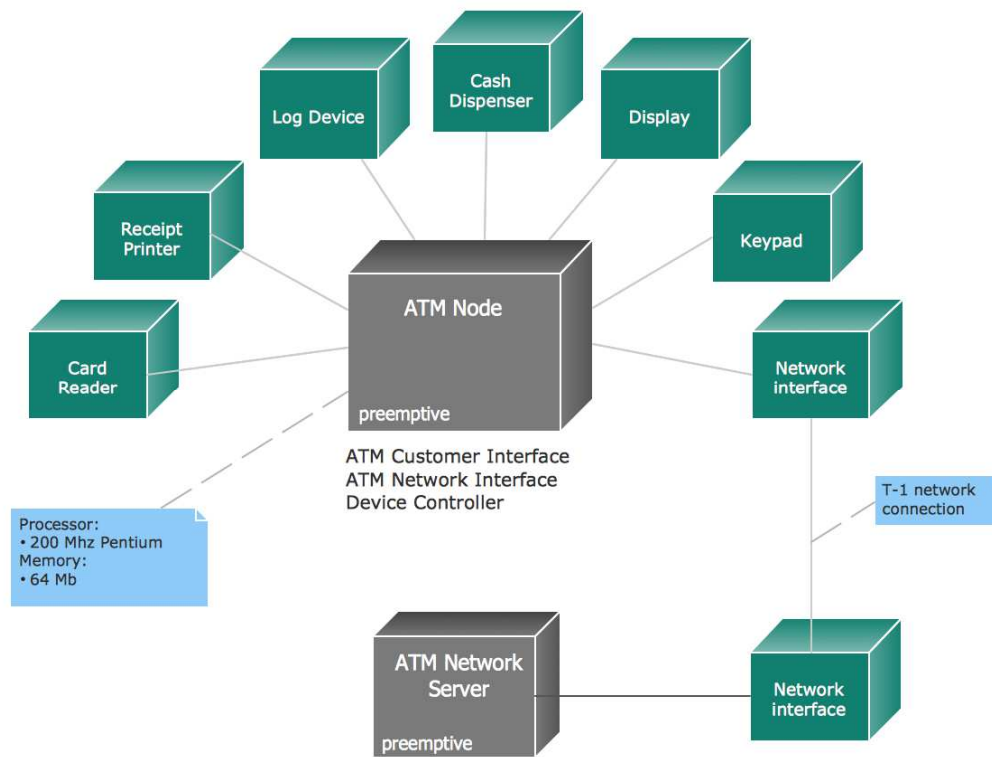 Cash
Dispenser
Log Device
Display
Receipt
Printer
Keypad
ATM Node
Card
Reader
Network
interface
preemptive
ATM Customer Interface
ATM Network Interface
Device Controller
T-1 network
connection
Processor:
• 200 Mhz Pentium
Memory:
• 64 Mb
ATM Network
Server
preemptive
Network
interface